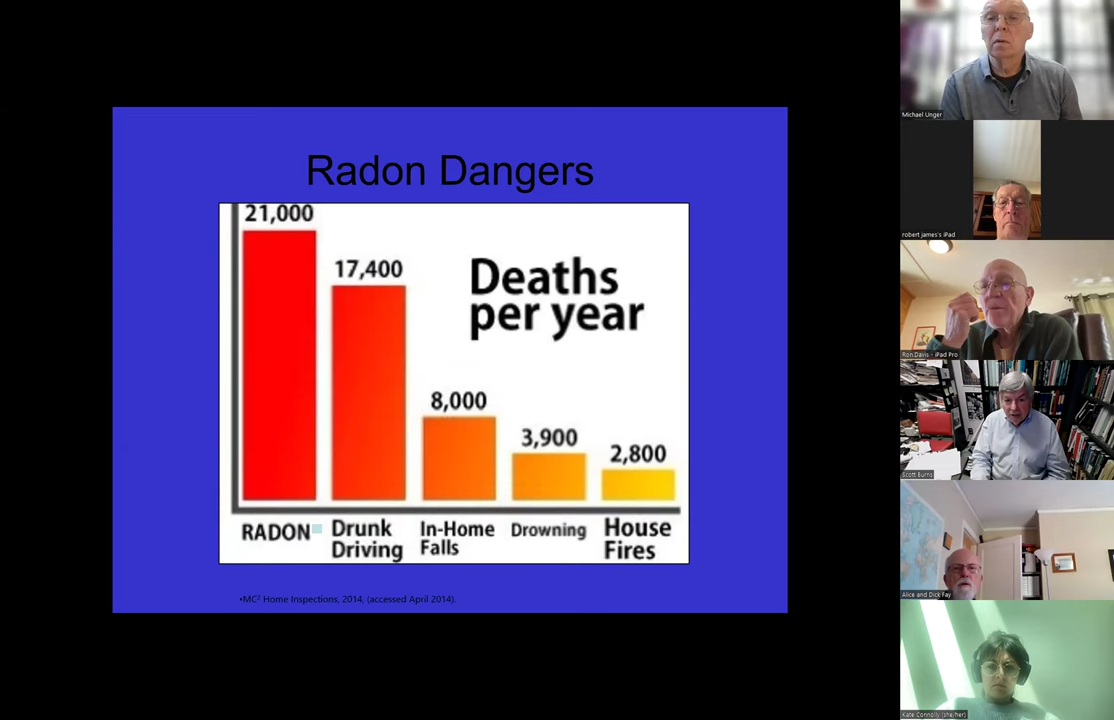 Radon Dangers
21,000
17,400
8,000
3,900
2,800
Deaths
per year
RADON
Drunk
Driving
In-Home
Falls
Drowning
House
Fires
•MC² Home Inspections, 2014, (accessed April 2014).
Michael Unger
robert james's iPad
Ron Davis - iPad Pro
Scott Burns
Alice and Dick Fay
Kate Connolly (she/her)